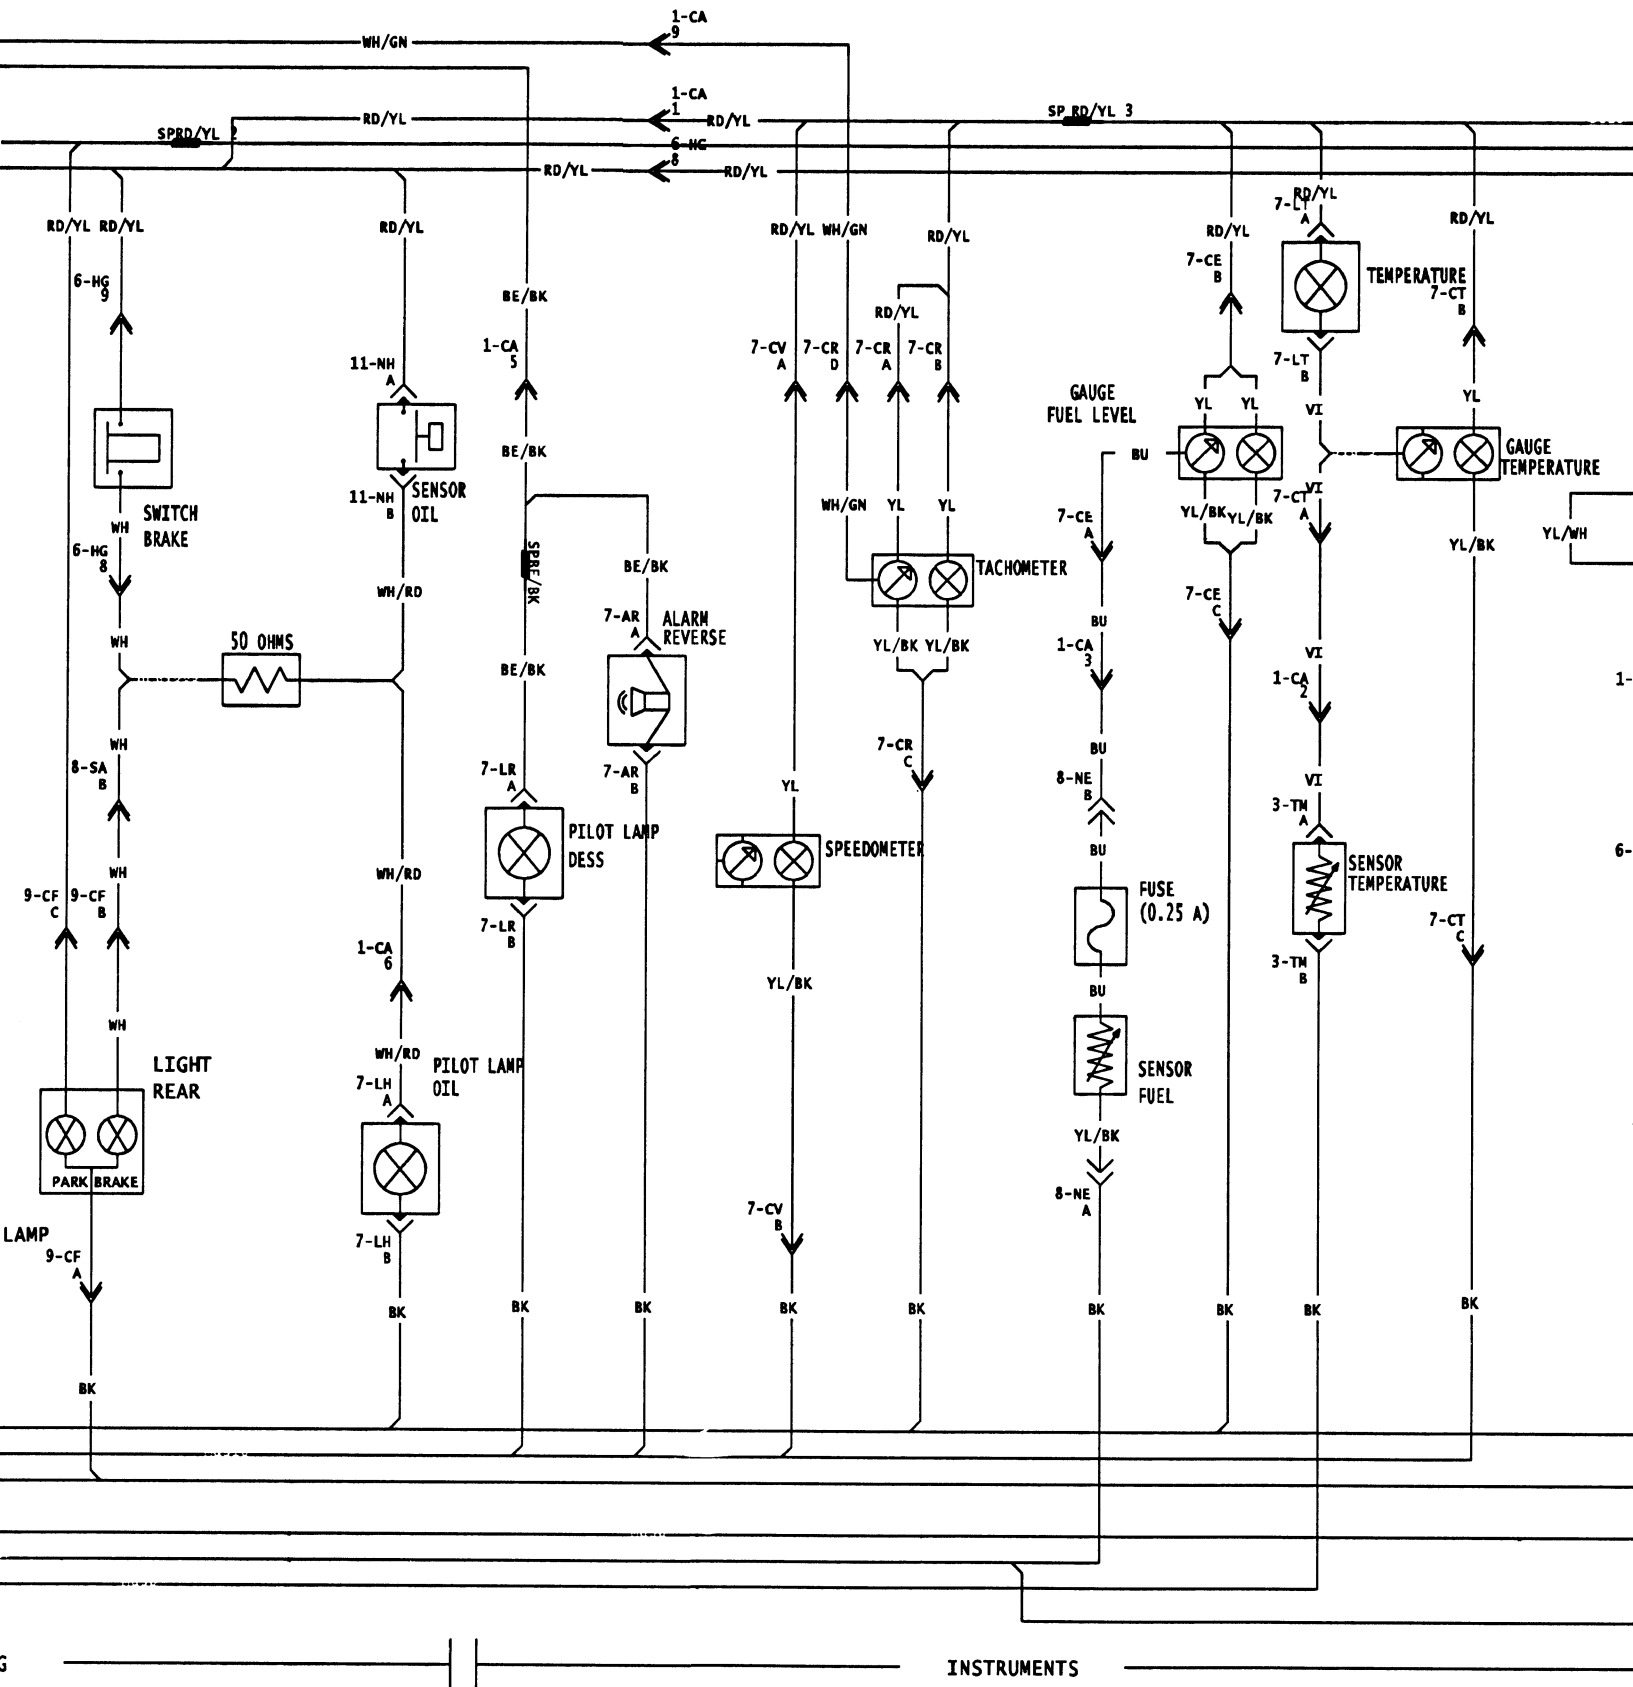 1-CA
9
WH/GN
1-CA
1
RD/YL
RD/YL
SP RD/YL 3
SPRD/YL 2
6-HG
8
RD/YL
RD/YL
RD/YL
7-LT
A
RD/YL RD/YL
RD/YL
RD/YL WH/GN
RD/YL
RD/YL
RD/YL
6-HG
9
BE/BK
7-CE
B
TEMPERATURE
7-CT
B
RD/YL
11-NH
A
1-CA
5
7-CV
A
7-CR
D
7-CR
A
7-CR
B
7-LT
B
GAUGE
FUEL LEVEL
YL
YL
VI
YL
BE/BK
BU
GAUGE
TEMPERATURE
11-NH
B
SENSOR
OIL
SWITCH
BRAKE
WH
WH/GN
YL
YL
7-CE
A
YL/BK
YL/BK
7-CT
A
VI
YL/BK
YL/WH
6-HG
8
SPBE/BK
BE/BK
TACHOMETER
WH/RD
7-AR
A
ALARM
REVERSE
7-CE
C
BU
WH
50 OHMS
YL/BK
YL/BK
1-CA
3
VI
BE/BK
1-CA
2
1-
WH
7-CR
C
BU
8-SA
B
7-LR
A
7-AR
B
YL
8-NE
B
VI
3-TM
A
PILOT LAMP
DESS
SPEEDOMETER
BU
6-
WH
WH/RD
SENSOR
TEMPERATURE
9-CF
C
9-CF
B
FUSE
(0.25 A)
7-LR
B
7-CT
C
1-CA
6
3-TM
B
YL/BK
BU
WH
WH/RD
LIGHT
REAR
PILOT LAMP
OIL
7-LH
A
SENSOR
FUEL
YL/BK
PARK
BRAKE
8-NE
A
7-CV
B
LAMP
9-CF
A
7-LH
B
BK
BK
BK
BK
BK
BK
BK
BK
BK
BK
G
INSTRUMENTS